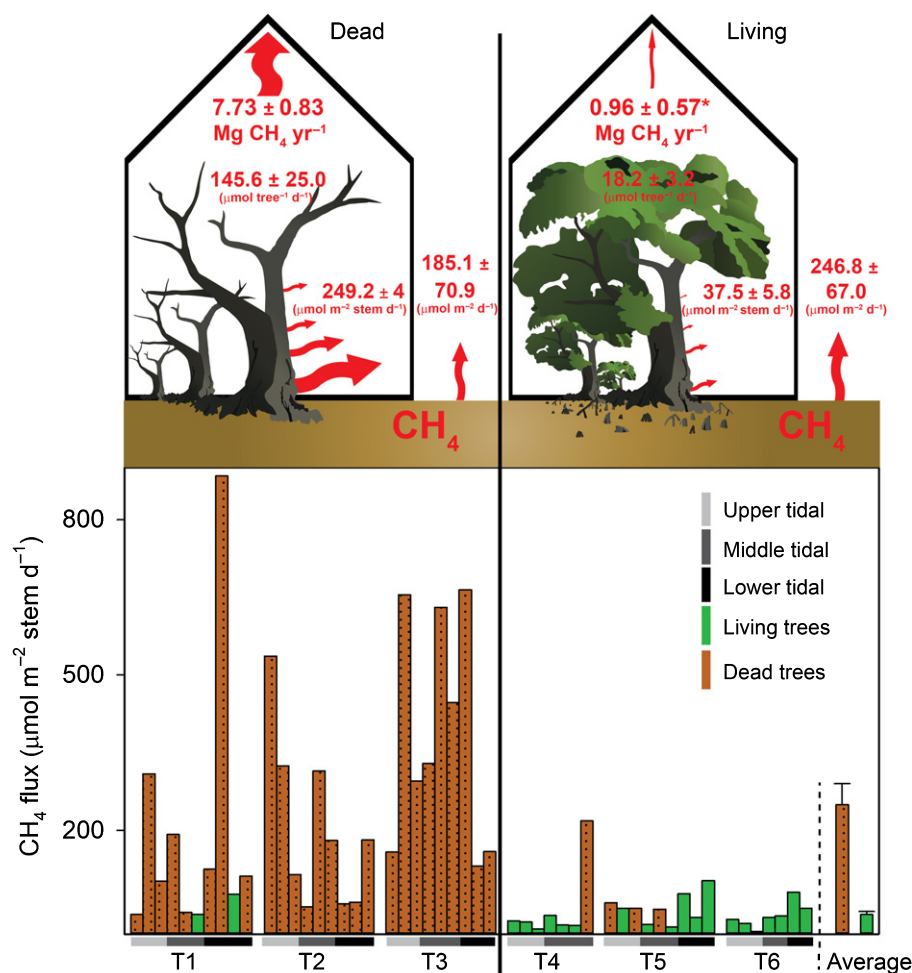 Dead
Living
7.73 ± 0.83
Mg CH₄ yr⁻¹
145.6 ± 25.0
(μmol tree⁻¹ d⁻¹)
249.2 ± 4
(μmol m⁻² stem d⁻¹)
185.1 ±
70.9
(μmol m⁻² d⁻¹)
CH₄
0.96 ± 0.57*
Mg CH₄ yr⁻¹
18.2 ± 3.2
(μmol tree⁻¹ d⁻¹)
37.5 ± 5.8
(μmol m⁻² stem d⁻¹)
246.8 ±
67.0
(μmol m⁻² d⁻¹)
CH₄
CH₄ flux (μmol m⁻² stem d⁻¹)
800
500
200
Upper tidal
Middle tidal
Lower tidal
Living trees
Dead trees
T1
T2
T3
T4
T5
T6
Average